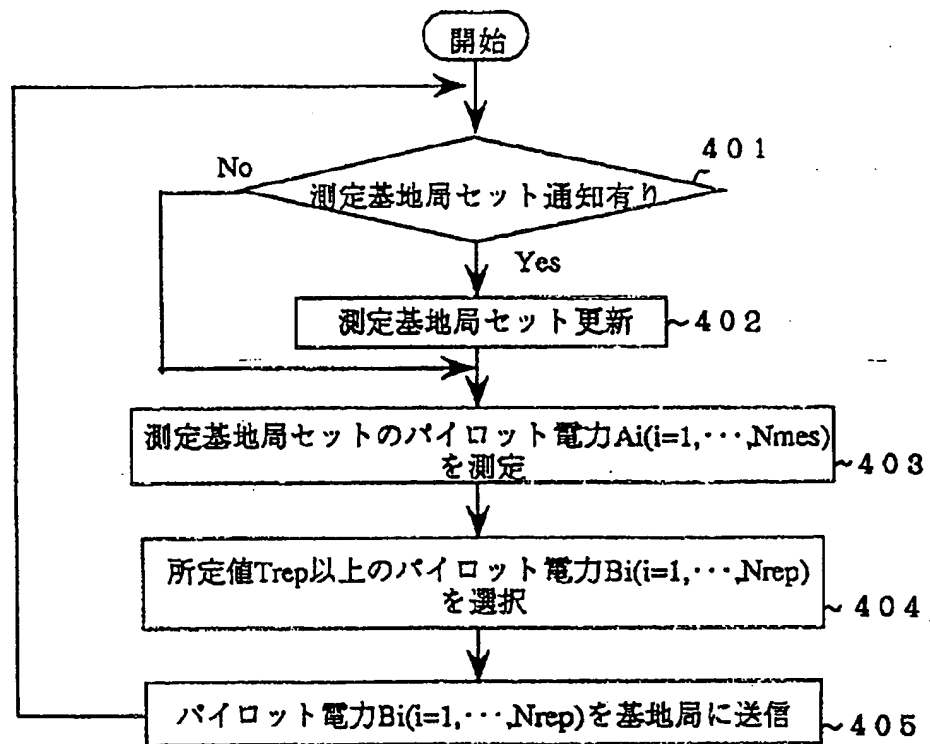 開始
401
No
測定基地局セット通知有り
Yes
測定基地局セット更新
~402
測定基地局セットのパイロット電力Ai(i=1,···,Nmes)
を測定
~403
所定値Trep以上のパイロット電力Bi(i=1,···,Nrep)
を選択
~404
パイロット電力Bi(i=1,···,Nrep)を基地局に送信
~405